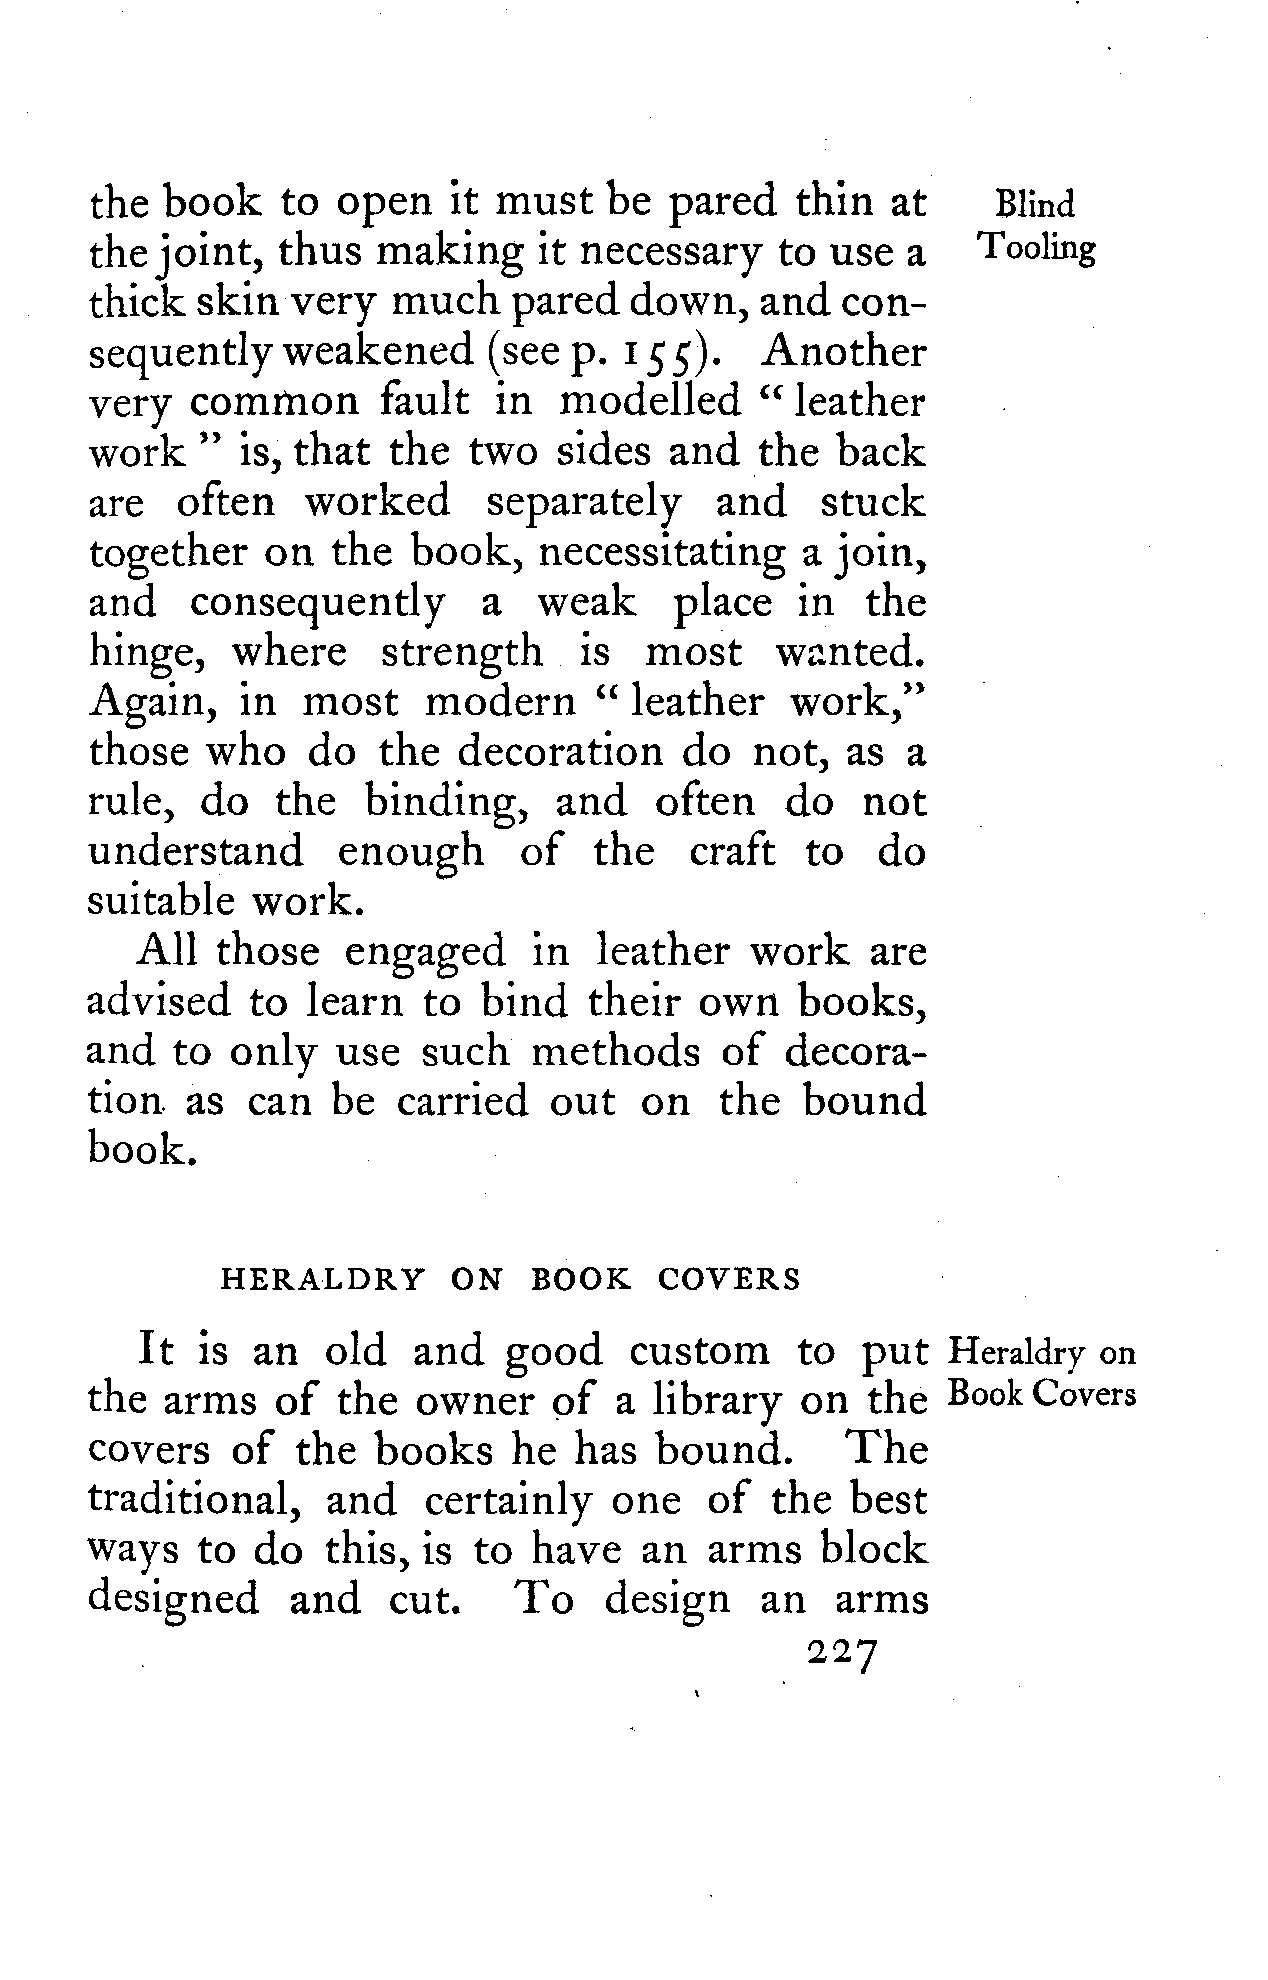 the book to open it must be pared thin at
Blind
the joint, thus making it necessary to use a
Tooling
thick skin very much pared down, and con-
sequently weakened (see p. 155). Another
very common fault in modelled “ leather
work ” is, that the two sides and the back
are often worked separately and stuck
together on the book, necessitating a join,
and consequently a weak place in the
hinge, where strength is most wanted.
Again, in most modern “ leather work,”
those who do the decoration do not, as a
rule, do the binding, and often do not
understand enough of the craft to do
suitable work.
All those engaged in leather work are
advised to learn to bind their own books,
and to only use such methods of decora-
tion as can be carried out on the bound
book.
HERALDRY ON BOOK COVERS
It is an old and good custom to put
Heraldry on
the arms of the owner of a library on the
Book Covers
covers of the books he has bound. The
traditional, and certainly one of the best
ways to do this, is to have an arms block
designed and cut. To design an arms
227